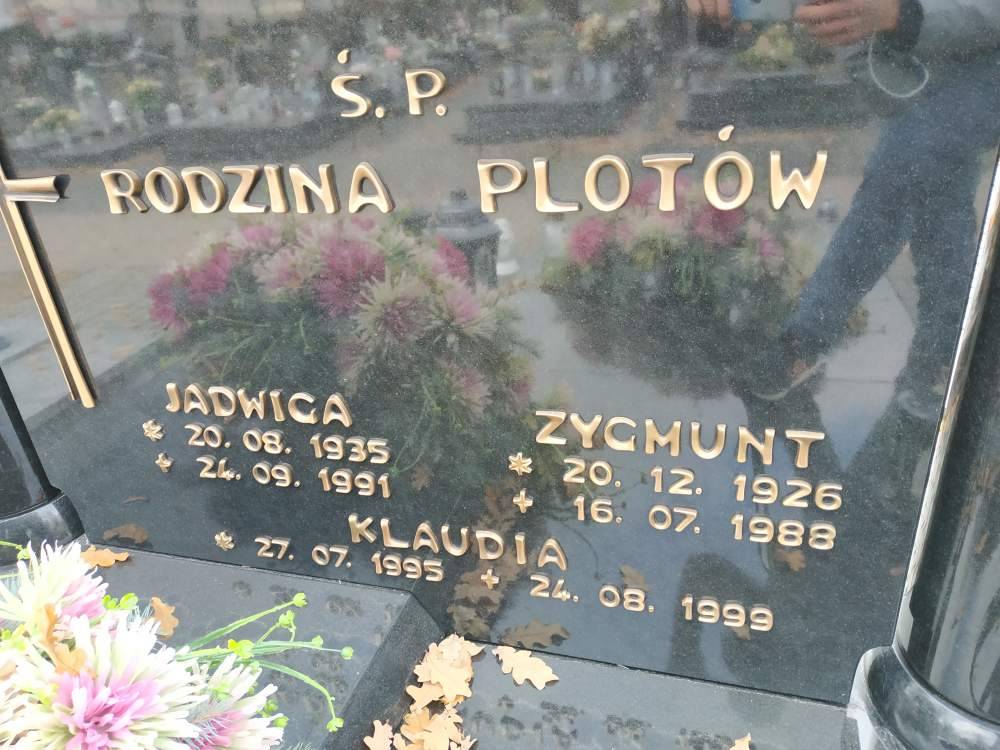 Ś. P.
RODZINA PLOTÓW
JADWIGA
* 20. 08. 1935
+ 24. 09. 1991
ZYGMUNT
* 20. 12. 1926
+ 16. 07. 1988
KLAUDIA
* 27. 07. 1995 + 24. 08. 1999